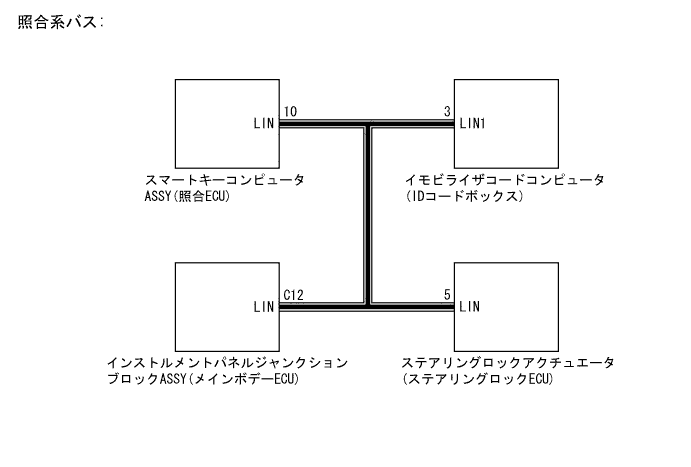 照合系バス:
10
3
LIN
LIN1
スマートキーコンピュータ
ASSY(照合ECU)
イモビライザコードコンピュータ
(IDコードボックス)
C12
5
LIN
LIN
インストルメントパネルジャンクション
ブロックASSY(メインボデーECU)
ステアリングロックアクチュエータ
(ステアリングロックECU)